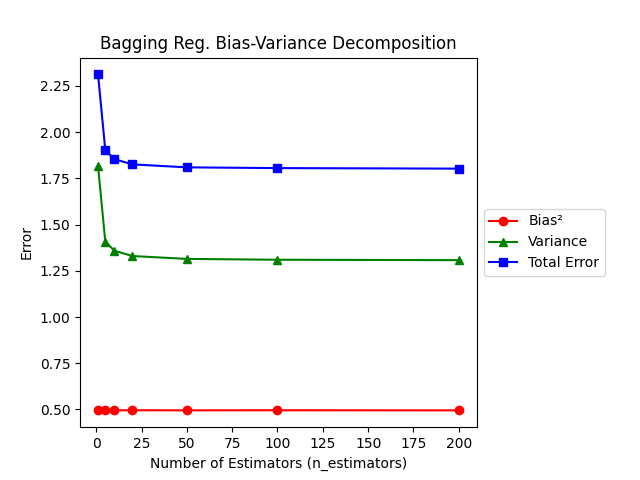 Bagging Reg. Bias-Variance Decomposition
Error
2.25
2.00
1.75
1.50
1.25
1.00
0.75
0.50
0 25 50 75 100 125 150 175 200
Number of Estimators (n_estimators)
Bias²
Variance
Total Error